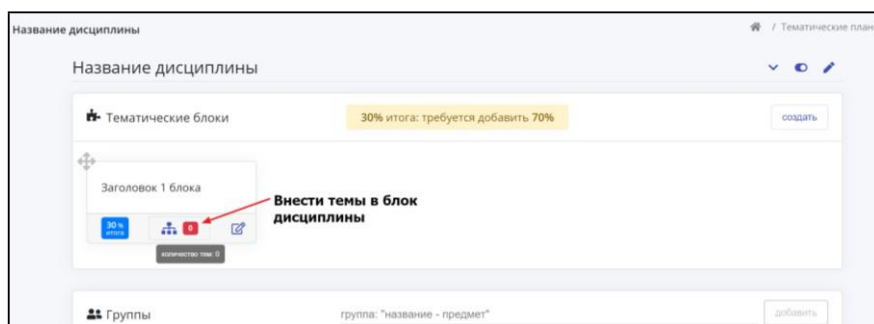 Название дисциплины
/ Тематические план
Название дисциплины
Тематические блоки
30% итога: требуется добавить 70%
создать
Заголовок 1 блока
Внести темы в блок
дисциплины
30 %
итога
0
количество тем: 0
Группы
группа: "название - предмет"
добавить